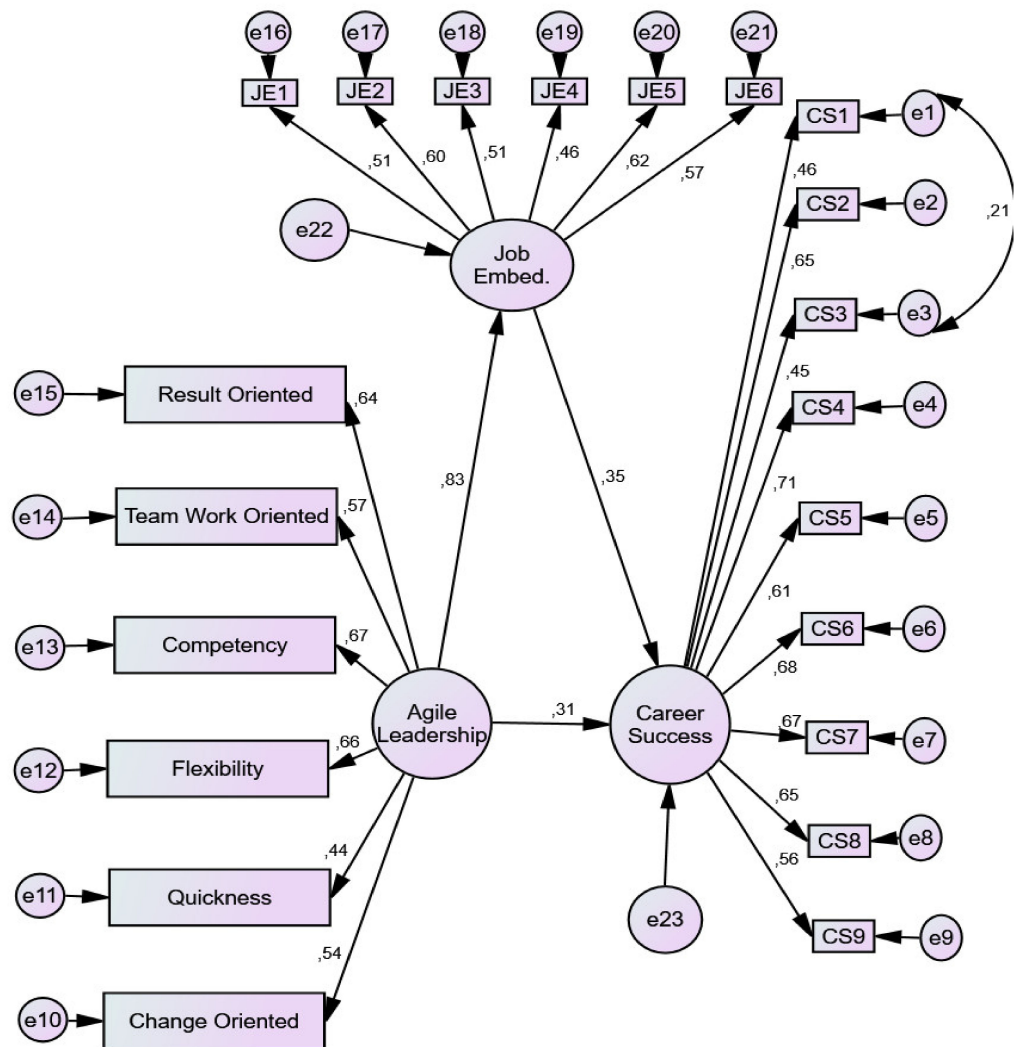 e16 e17 e18 e19 e20 e21
JE1 JE2 JE3 JE4 JE5 JE6
,51 ,60 ,51 ,46 ,62 ,57
e22
Job
Embed.
CS1 e1
,46
CS2 e2
,21
,65
CS3 e3
,45
CS4 e4
,71
CS5 e5
,61
CS6 e6
,68
CS7 e7
,67
CS8 e8
,65
CS9 e9
,56
,83
,35
e15 Result Oriented ,64
e14 Team Work Oriented ,57
e13 Competency ,67
e12 Flexibility ,66
e11 Quickness ,44
e10 Change Oriented ,54
Agile
Leadership
,31
Career
Success
e23